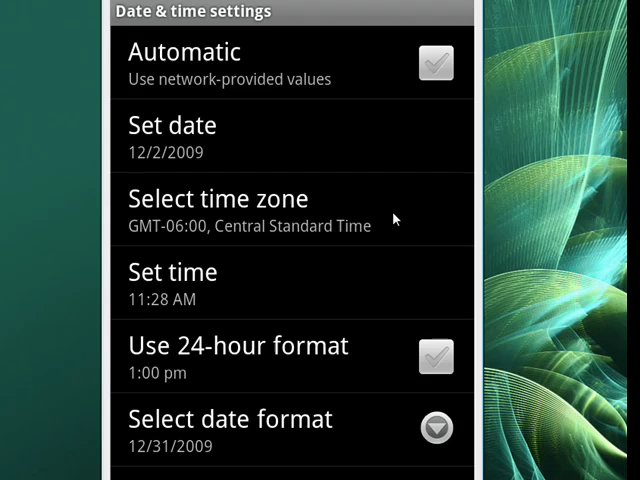 Date & time settings
Automatic
Use network-provided values
Set date
12/2/2009
Select time zone
GMT-06:00, Central Standard Time
Set time
11:28 AM
Use 24-hour format
1:00 pm
Select date format
12/31/2009